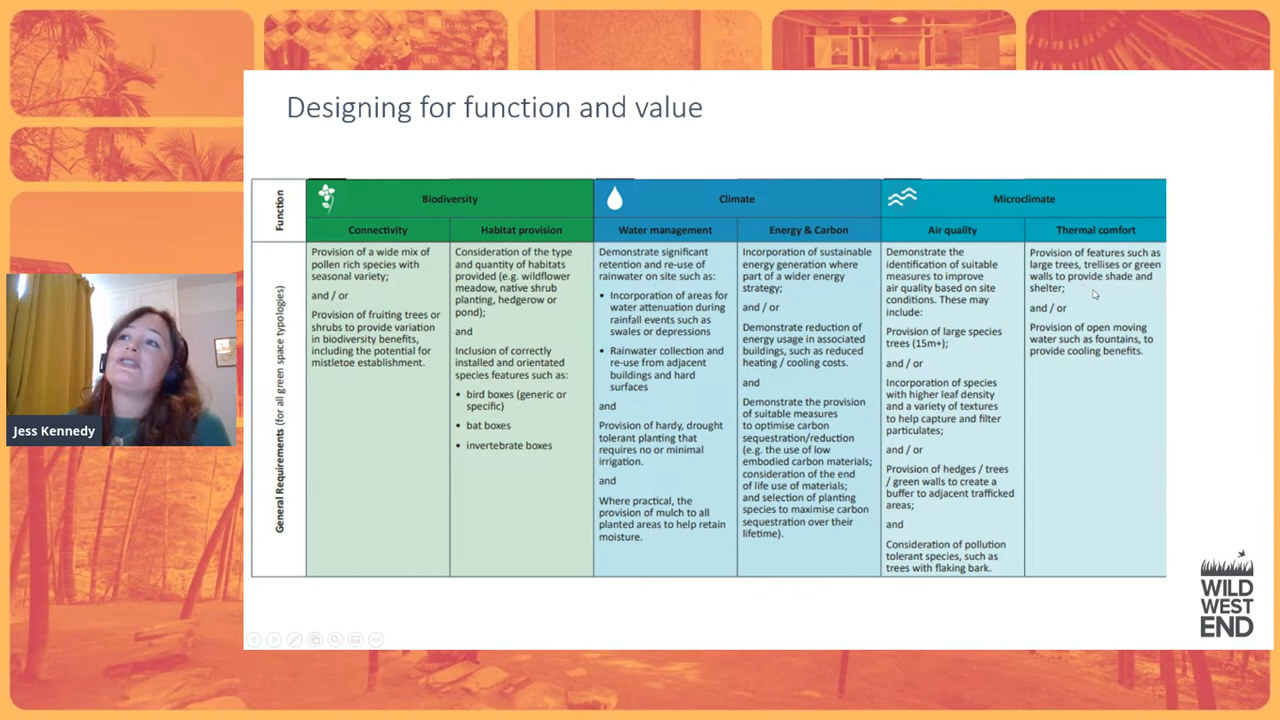 Designing for function and value
Function
Biodiversity
Climate
Microclimate
Connectivity
Habitat provision
Water management
Energy & Carbon
Air quality
Thermal comfort
General Requirements (for all green space typologies)
Provision of a wide mix of
pollen rich species with
seasonal variety;
and / or
Provision of fruiting trees or
shrubs to provide variation
in biodiversity benefits,
including the potential for
mistletoe establishment.
Consideration of the type
and quantity of habitats
provided (e.g. wildflower
meadow, native shrub
planting, hedgerow or
pond);
and
Inclusion of correctly
installed and orientated
species features such as:
• bird boxes (generic or
specific)
• bat boxes
• invertebrate boxes
Demonstrate significant
retention and re-use of
rainwater on site such as:
• Incorporation of areas for
water attenuation during
rainfall events such as
swales or depressions
• Rainwater collection and
re-use from adjacent
buildings and hard
surfaces
and
Provision of hardy, drought
tolerant planting that
requires no or minimal
irrigation.
and
Where practical, the
provision of mulch to all
planted areas to help retain
moisture.
Incorporation of sustainable
energy generation where
part of a wider energy
strategy;
and / or
Demonstrate reduction of
energy usage in associated
buildings, such as reduced
heating / cooling costs.
and
Demonstrate the provision
of suitable measures
to optimise carbon
sequestration/reduction
(e.g. the use of low
embodied carbon materials;
consideration of the end
of life use of materials;
and selection of planting
species to maximise carbon
sequestration over their
lifetime).
Demonstrate the
identification of suitable
measures to improve
air quality based on site
conditions. These may
include:
Provision of large species
trees (15m+);
and / or
Incorporation of species
with higher leaf density
and a variety of textures
to help capture and filter
particulates;
and / or
Provision of hedges / trees
/ green walls to create a
buffer to adjacent trafficked
areas;
and
Consideration of pollution
tolerant species, such as
trees with flaking bark.
Provision of features such as
large trees, trellises or green
walls to provide shade and
shelter;
and / or
Provision of open moving
water such as fountains, to
provide cooling benefits.
Jess Kennedy
WILD
WEST
END